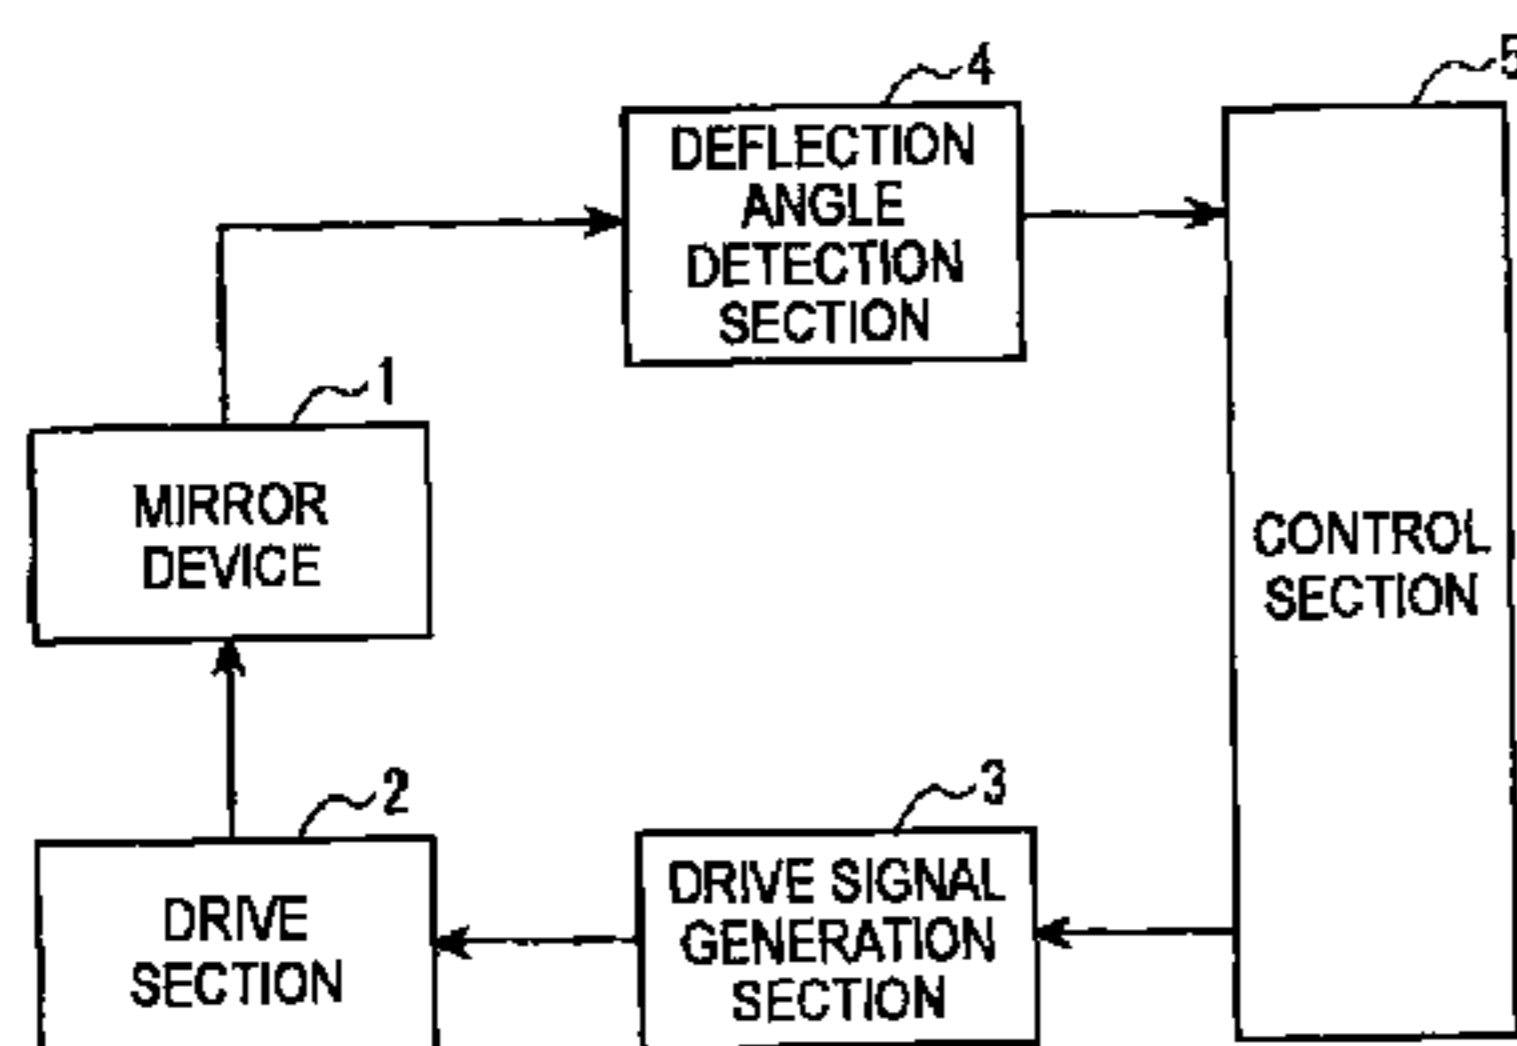 4
5
DEFLECTION
ANGLE
DETECTION
SECTION
1
MIRROR
DEVICE
CONTROL
SECTION
2
3
DRIVE
SECTION
DRIVE SIGNAL
GENERATION
SECTION